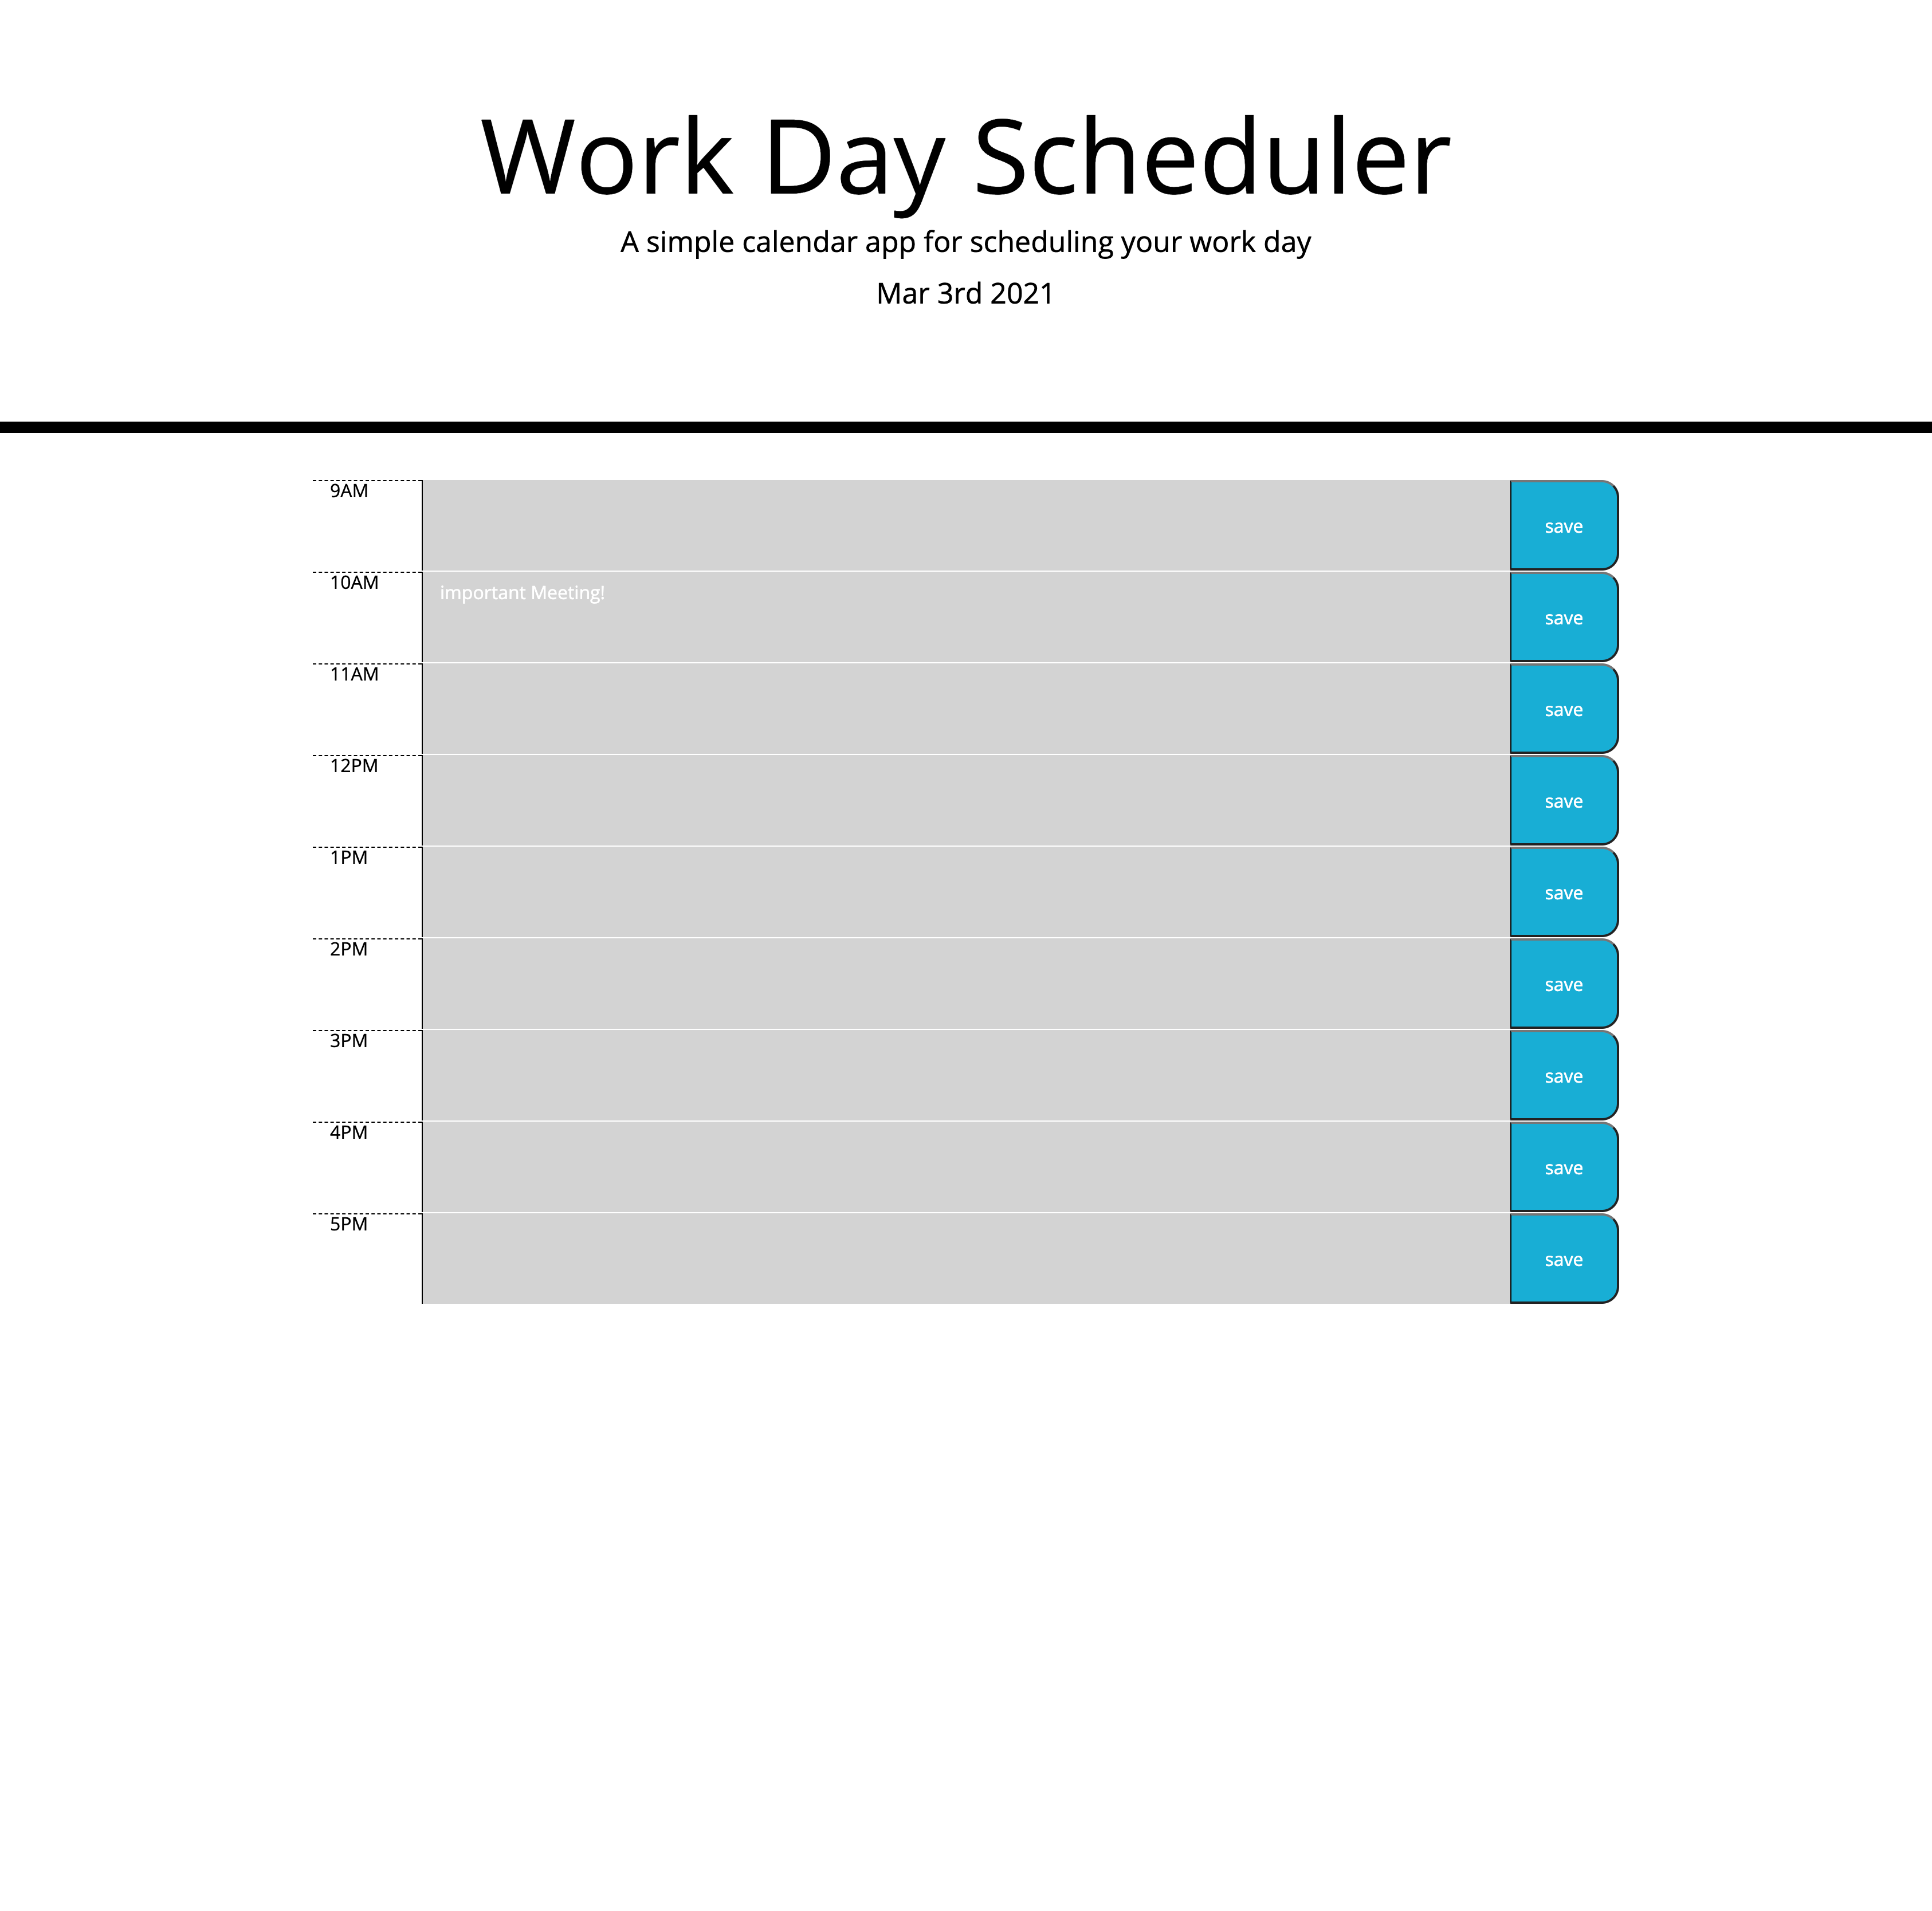 Work Day Scheduler
A simple calendar app for scheduling your work day
Mar 3rd 2021
9AM
save
10AM
important Meeting!
save
11AM
save
12PM
save
1PM
save
2PM
save
3PM
save
4PM
save
5PM
save